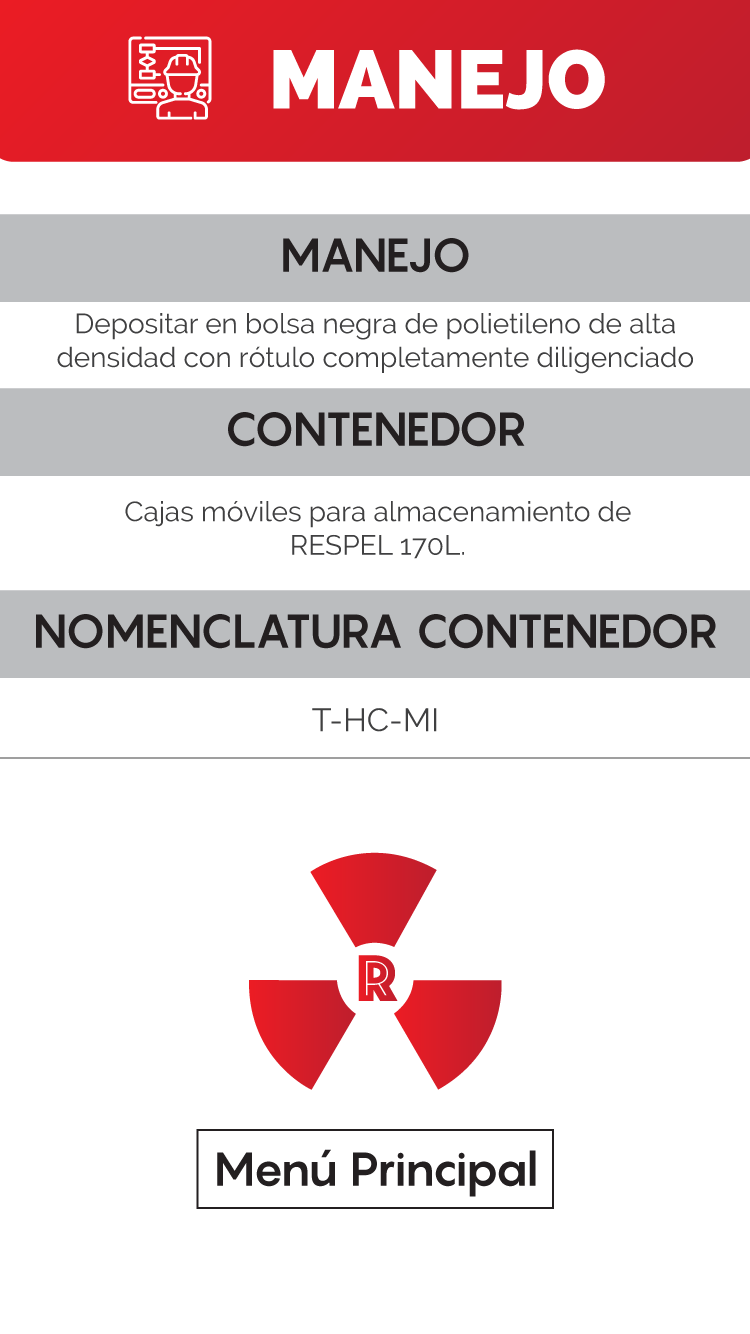 MANEJO
MANEJO
Depositar en bolsa negra de polietileno de alta
densidad con rótulo completamente diligenciado
CONTENEDOR
Cajas móviles para almacenamiento de
RESPEL 170L.
NOMENCLATURA CONTENEDOR
T-HC-MI
R
Menú Principal